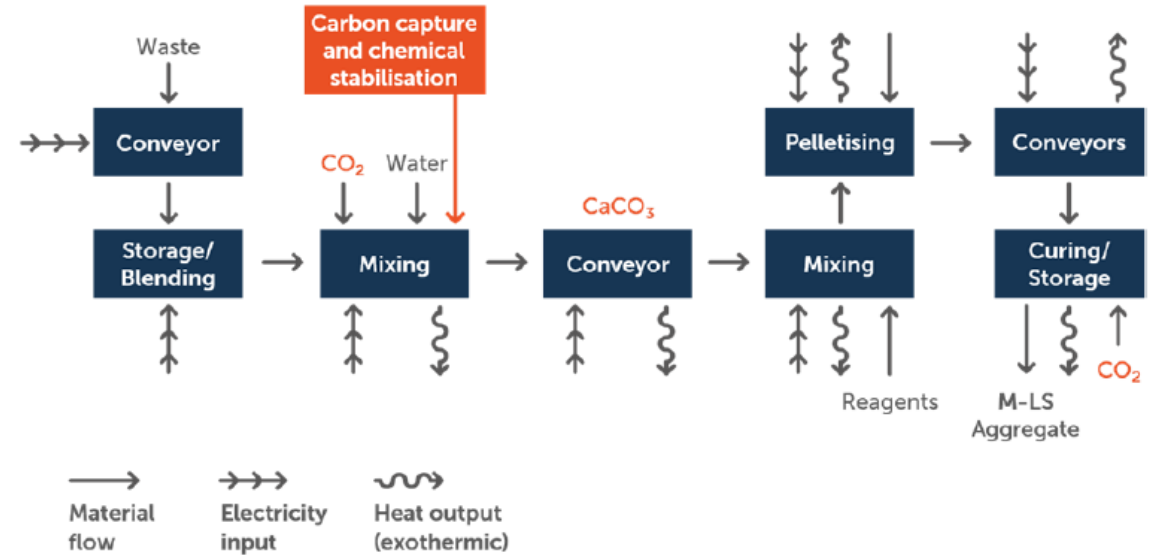 Carbon capture
and chemical
stabilisation
Waste
Conveyor
CO₂
Water
Pelletising
Conveyors
CaCO₃
Storage/
Blending
Mixing
Conveyor
Mixing
Curing/
Storage
Reagents
M-LS
Aggregate
CO₂
Material
flow
Electricity
input
Heat output
(exothermic)